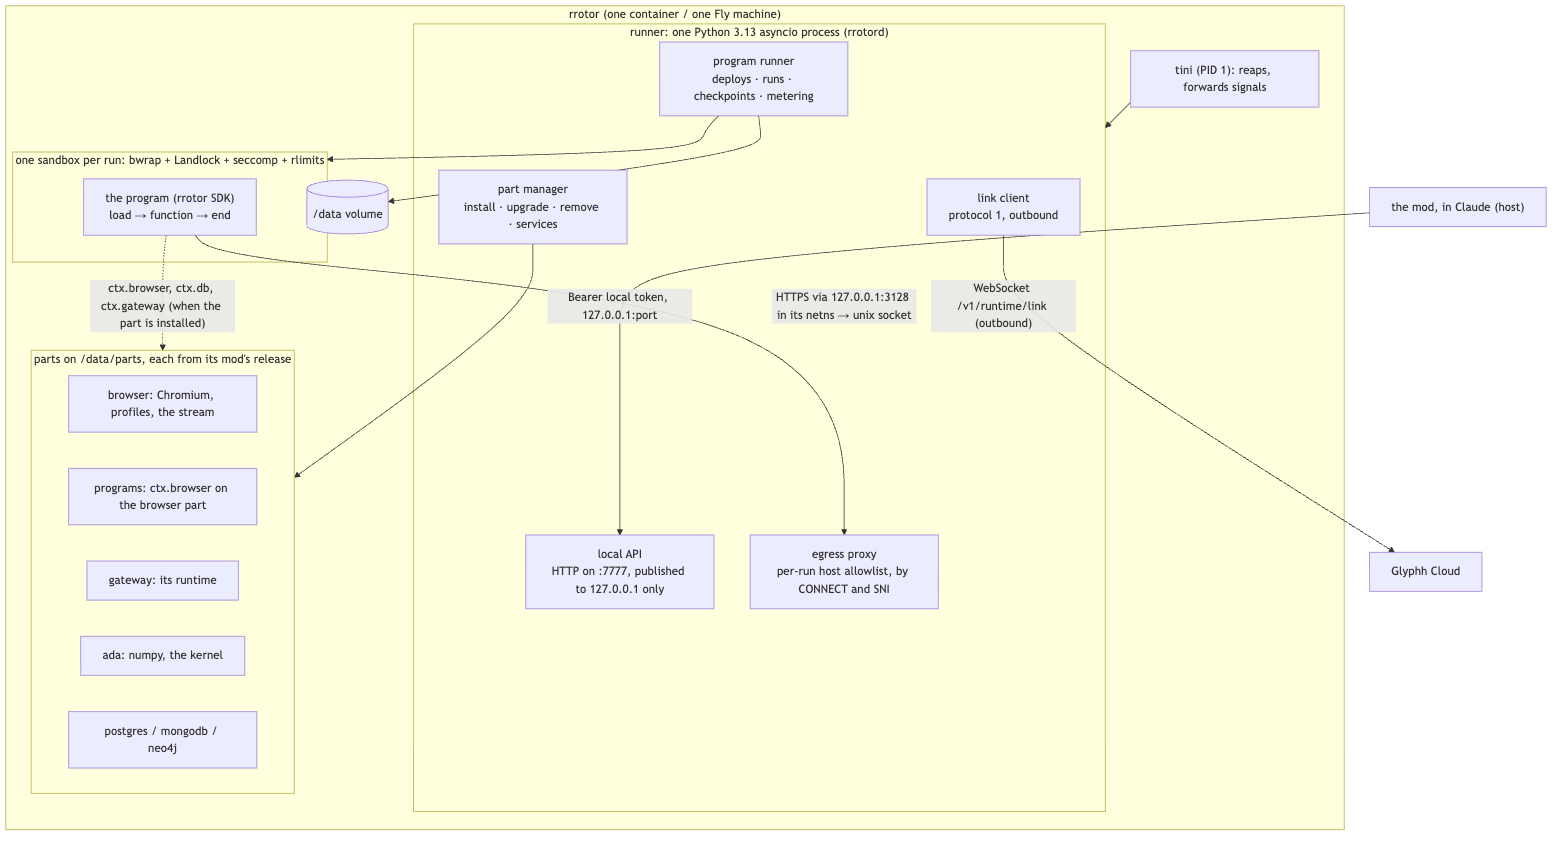 rrotor (one container / one Fly machine)
runner: one Python 3.13 asyncio process (rrotord)
program runner
deploys · runs ·
checkpoints · metering
tini (PID 1): reaps,
forwards signals
one sandbox per run: bwrap + Landlock + seccomp + rlimits
the program (rrotor SDK)
load → function → end
/data volume
part manager
install · upgrade · remove
· services
link client
protocol 1, outbound
the mod, in Claude (host)
ctx.browser, ctx.db,
ctx.gateway (when the
part is installed)
Bearer local token,
127.0.0.1:port
HTTPS via 127.0.0.1:3128
in its netns → unix socket
WebSocket
/v1/runtime/link
(outbound)
parts on /data/parts, each from its mod's release
browser: Chromium,
profiles, the stream
programs: ctx.browser on
the browser part
gateway: its runtime
ada: numpy, the kernel
postgres / mongodb /
neo4j
local API
HTTP on :7777, published
to 127.0.0.1 only
egress proxy
per-run host allowlist, by
CONNECT and SNI
Glyphh Cloud